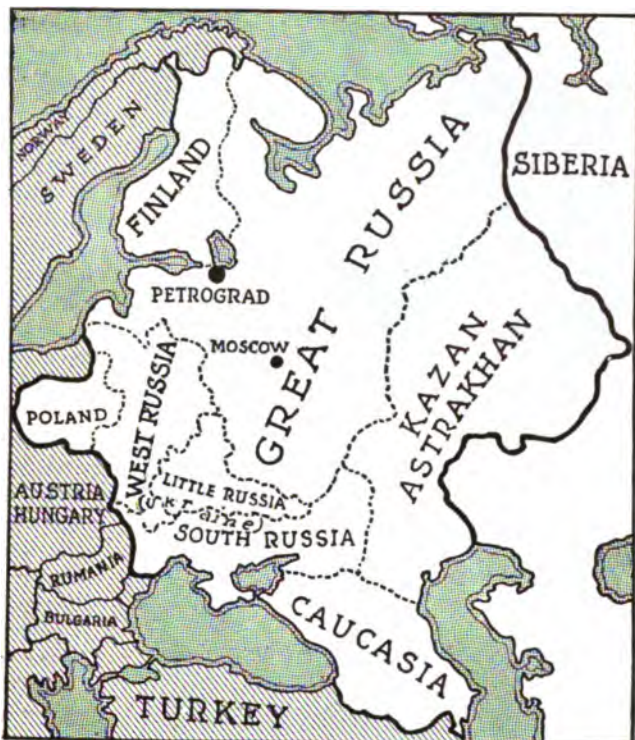 NORWAY
SWEDEN
FINLAND
SIBERIA
GREAT RUSSIA
PETROGRAD
MOSCOW
KAZAN
ASTRAKHAN
POLAND
WEST RUSSIA
LITTLE RUSSIA
(Ukraine)
SOUTH RUSSIA
AUSTRIA
HUNGARY
RUMANIA
BULGARIA
CAUCASIA
TURKEY